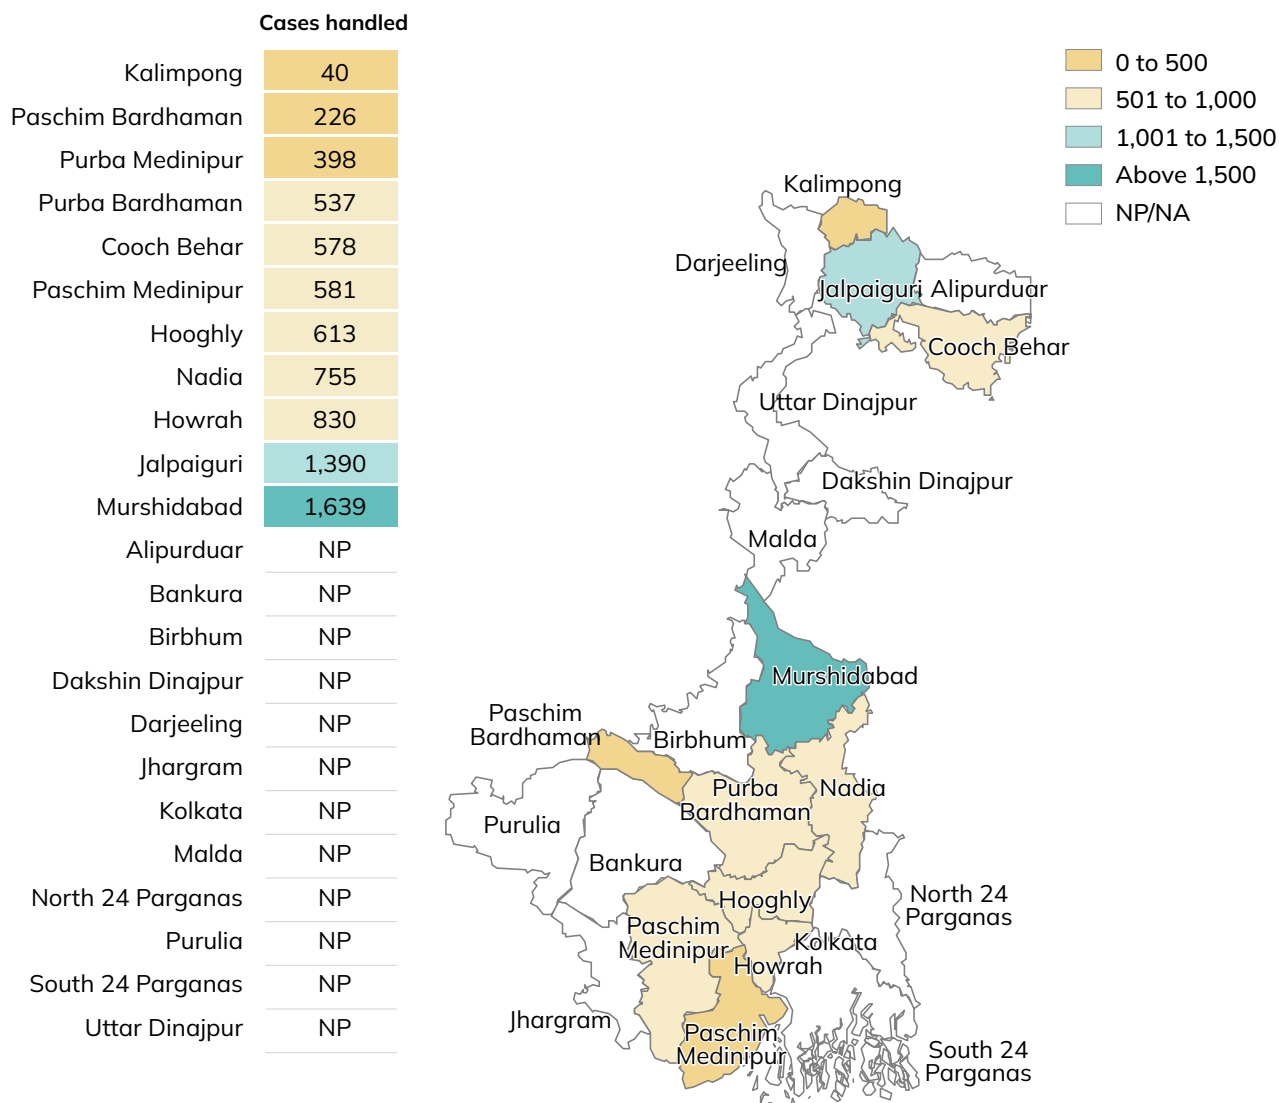 Cases handled
Kalimpong 40
Paschim Bardhaman 226
Purba Medinipur 398
Purba Bardhaman 537
Cooch Behar 578
Paschim Medinipur 581
Hooghly 613
Nadia 755
Howrah 830
Jalpaiguri 1,390
Murshidabad 1,639
Alipurduar NP
Bankura NP
Birbhum NP
Dakshin Dinajpur NP
Darjeeling NP
Jhargram NP
Kolkata NP
Malda NP
North 24 Parganas NP
Purulia NP
South 24 Parganas NP
Uttar Dinajpur NP
0 to 500
501 to 1,000
1,001 to 1,500
Above 1,500
NP/NA
Kalimpong
Darjeeling
Jalpaiguri
Alipurduar
Cooch Behar
Uttar Dinajpur
Dakshin Dinajpur
Malda
Murshidabad
Paschim
Bardhaman
Birbhum
Purba
Bardhaman
Nadia
Purulia
Bankura
Hooghly
North 24
Parganas
Paschim
Medinipur
Kolkata
Howrah
Jhargram
Paschim
Medinipur
South 24
Parganas